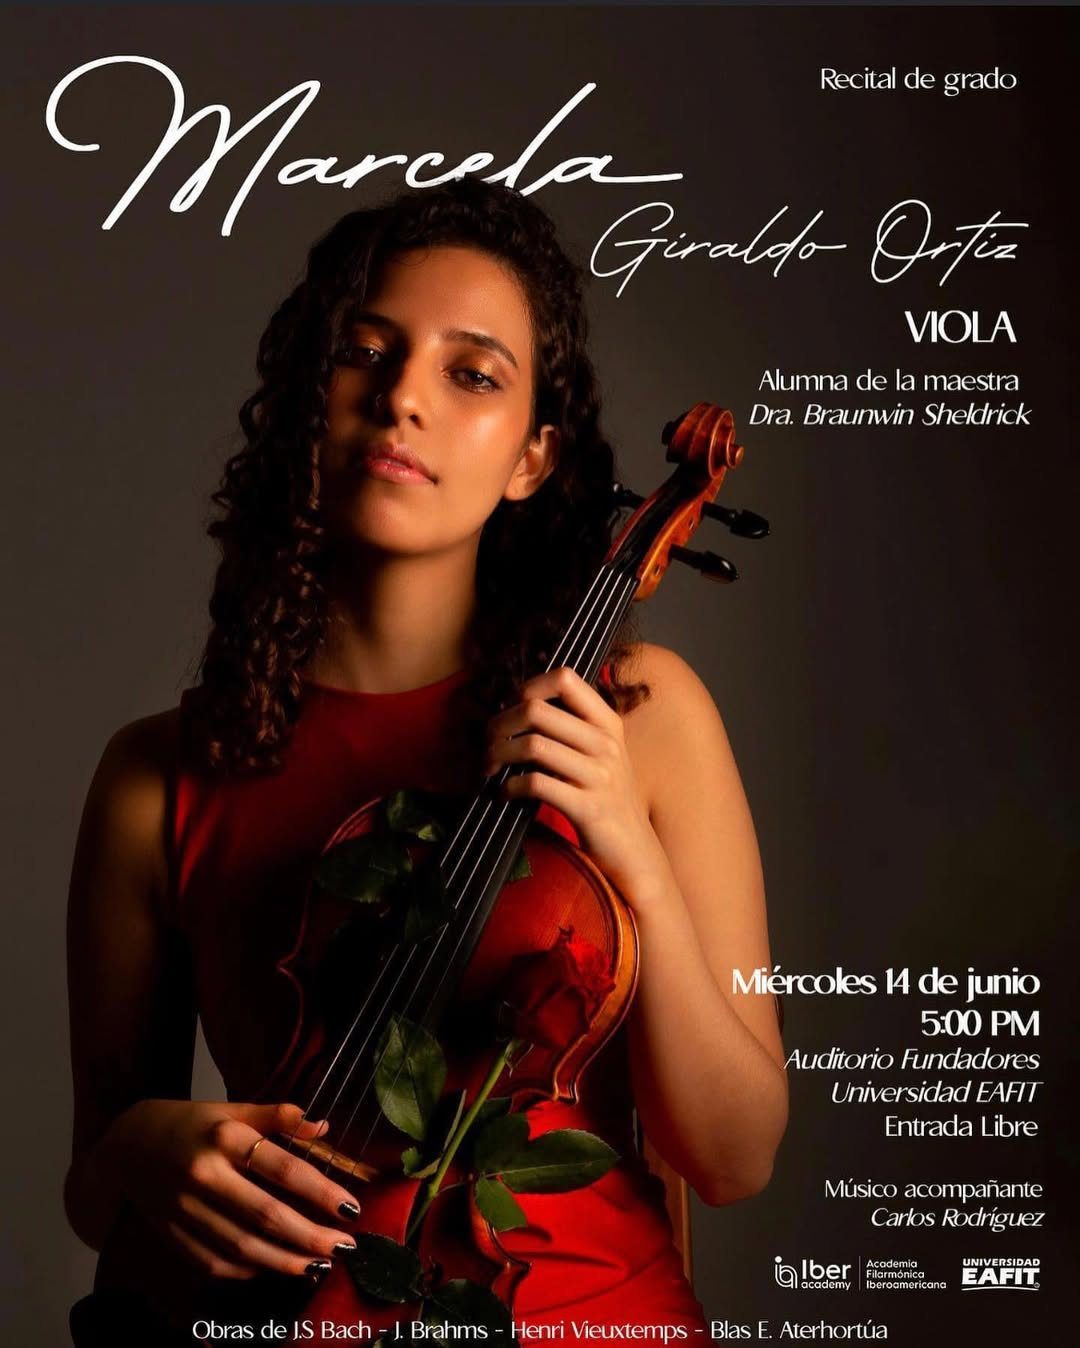 Recital de grado
Marcela
Giraldo Ortiz
VIOLA
Alumna de la maestra
Dra. Braunwin Sheldrick
Miércoles 14 de junio
5:00 PM
Auditorio Fundadores
Universidad EAFIT
Entrada Libre
Músico acompañante
Carlos Rodríguez
Iber
academy
Academia
Filarmónica
Iberoamericana
UNIVERSIDAD
EAFIT
Obras de J.S Bach - J. Brahms - Henri Vieuxtemps - Blas E. Aterhortúa